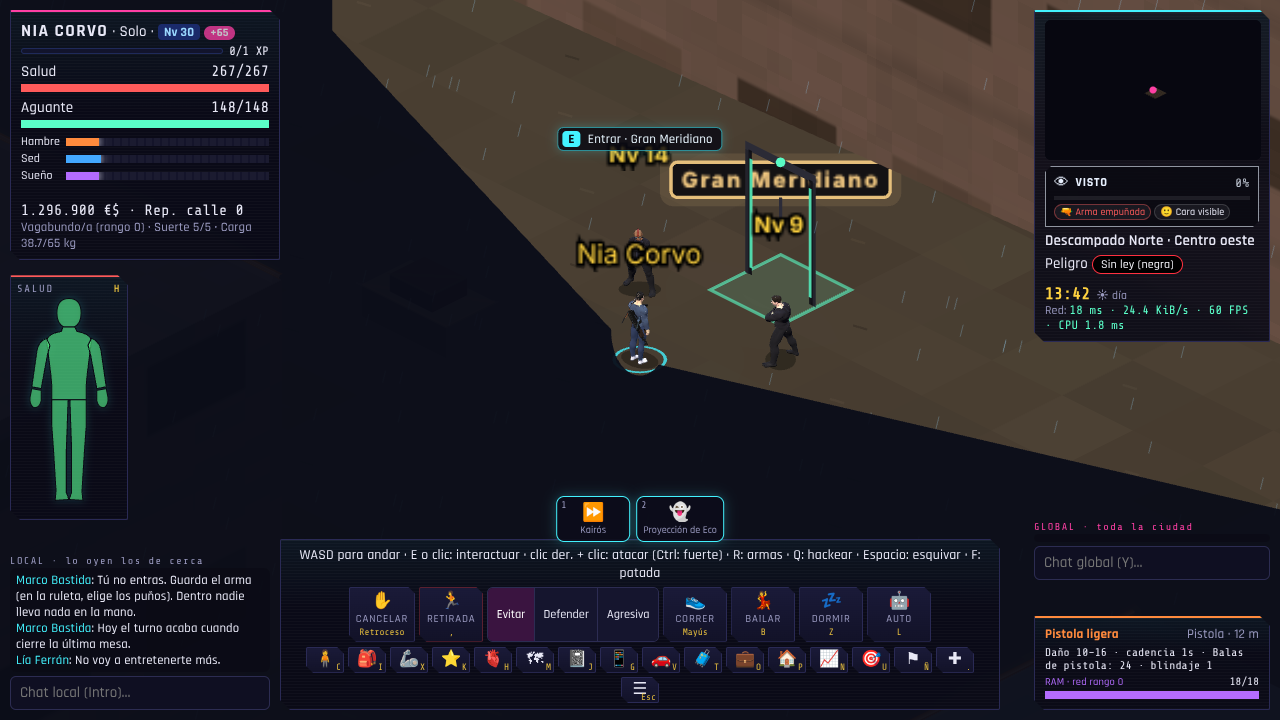 NIA CORVO · Solo · Nv 30 +65
0/1 XP
Salud 267/267
Aguante 148/148
Hambre
Sed
Sueño
1.296.900 €$ · Rep. calle 0
Vagabundo/a (rango 0) · Suerte 5/5 · Carga
38.7/65 kg
SALUD H
LOCAL · lo oyen los de cerca
Marco Bastida: Tú no entras. Guarda el arma
(en la ruleta, elige los puños). Dentro nadie
lleva nada en la mano.
Marco Bastida: Hoy el turno acaba cuando
cierre la última mesa.
Lía Ferrán: No voy a entretenerte más.
Chat local (Intro)...
E Entrar · Gran Meridiano
Nv 14
Gran Meridiano
Nv 9
Nia Corvo
1 Kairós
2 Proyección de Eco
WASD para andar · E o clic: interactuar · clic der. + clic: atacar (Ctrl: fuerte) · R: armas · Q: hackear · Espacio: esquivar · F:
patada
CANCELAR Retroceso
RETIRADA ,
Evitar Defender Agresiva
CORRER Mayús
BAILAR B
DORMIR Z
AUTO L
C I X K H M J G V T O P N U Ñ .
Esc
VISTO 0%
Arma empuñada Cara visible
Descampado Norte · Centro oeste
Peligro Sin ley (negra)
13:42 día
Red: 18 ms · 24.4 KiB/s · 60 FPS
· CPU 1.8 ms
GLOBAL · toda la ciudad
Chat global (Y)...
Pistola ligera Pistola · 12 m
Daño 10-16 · cadencia 1s · Balas
de pistola: 24 · blindaje 1
RAM · red rango 0 18/18